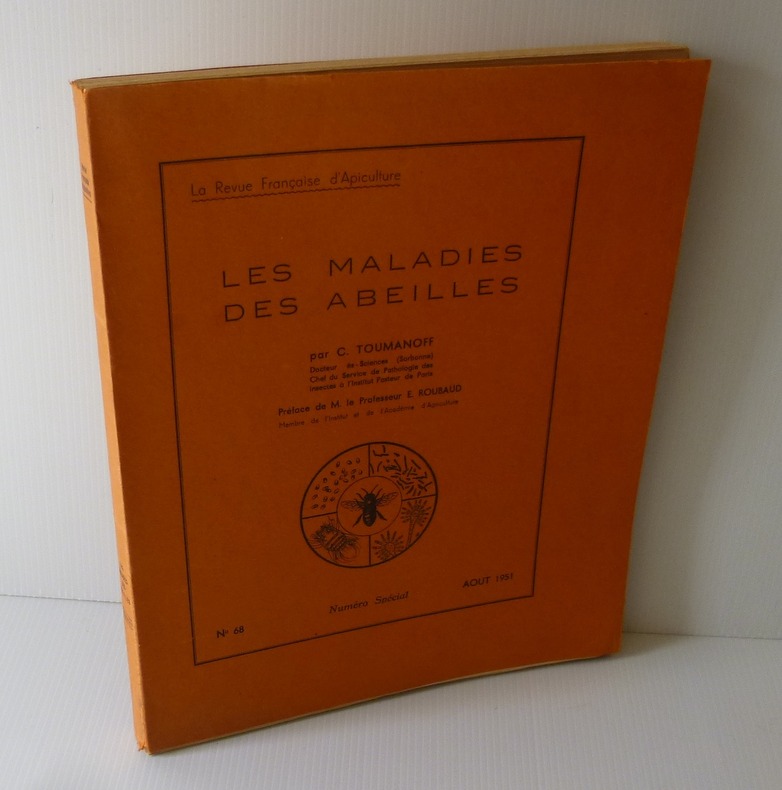 La Revue Française d'Apiculture
LES MALADIES
DES ABEILLES
par C. TOUMANOFF
Docteur ès-Sciences (Sorbonne)
Chef du Service de Pathologie des
Insectes à l'Institut Pasteur de Paris
Préface de M. le Professeur E. ROUBAUD
Membre de l'Institut et de l'Académie d'Agriculture
Numéro Spécial
N° 68
AOUT 1951